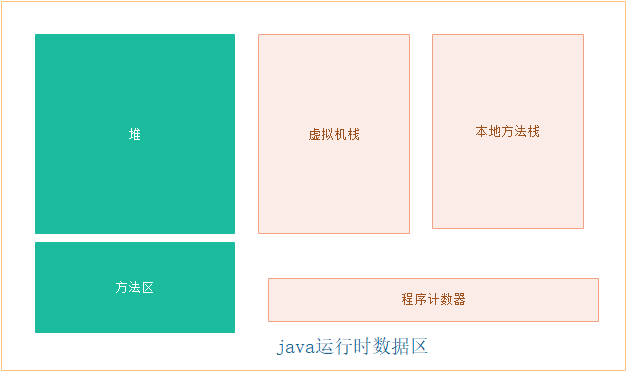 堆
虚拟机栈
本地方法栈
方法区
程序计数器
java运行时数据区